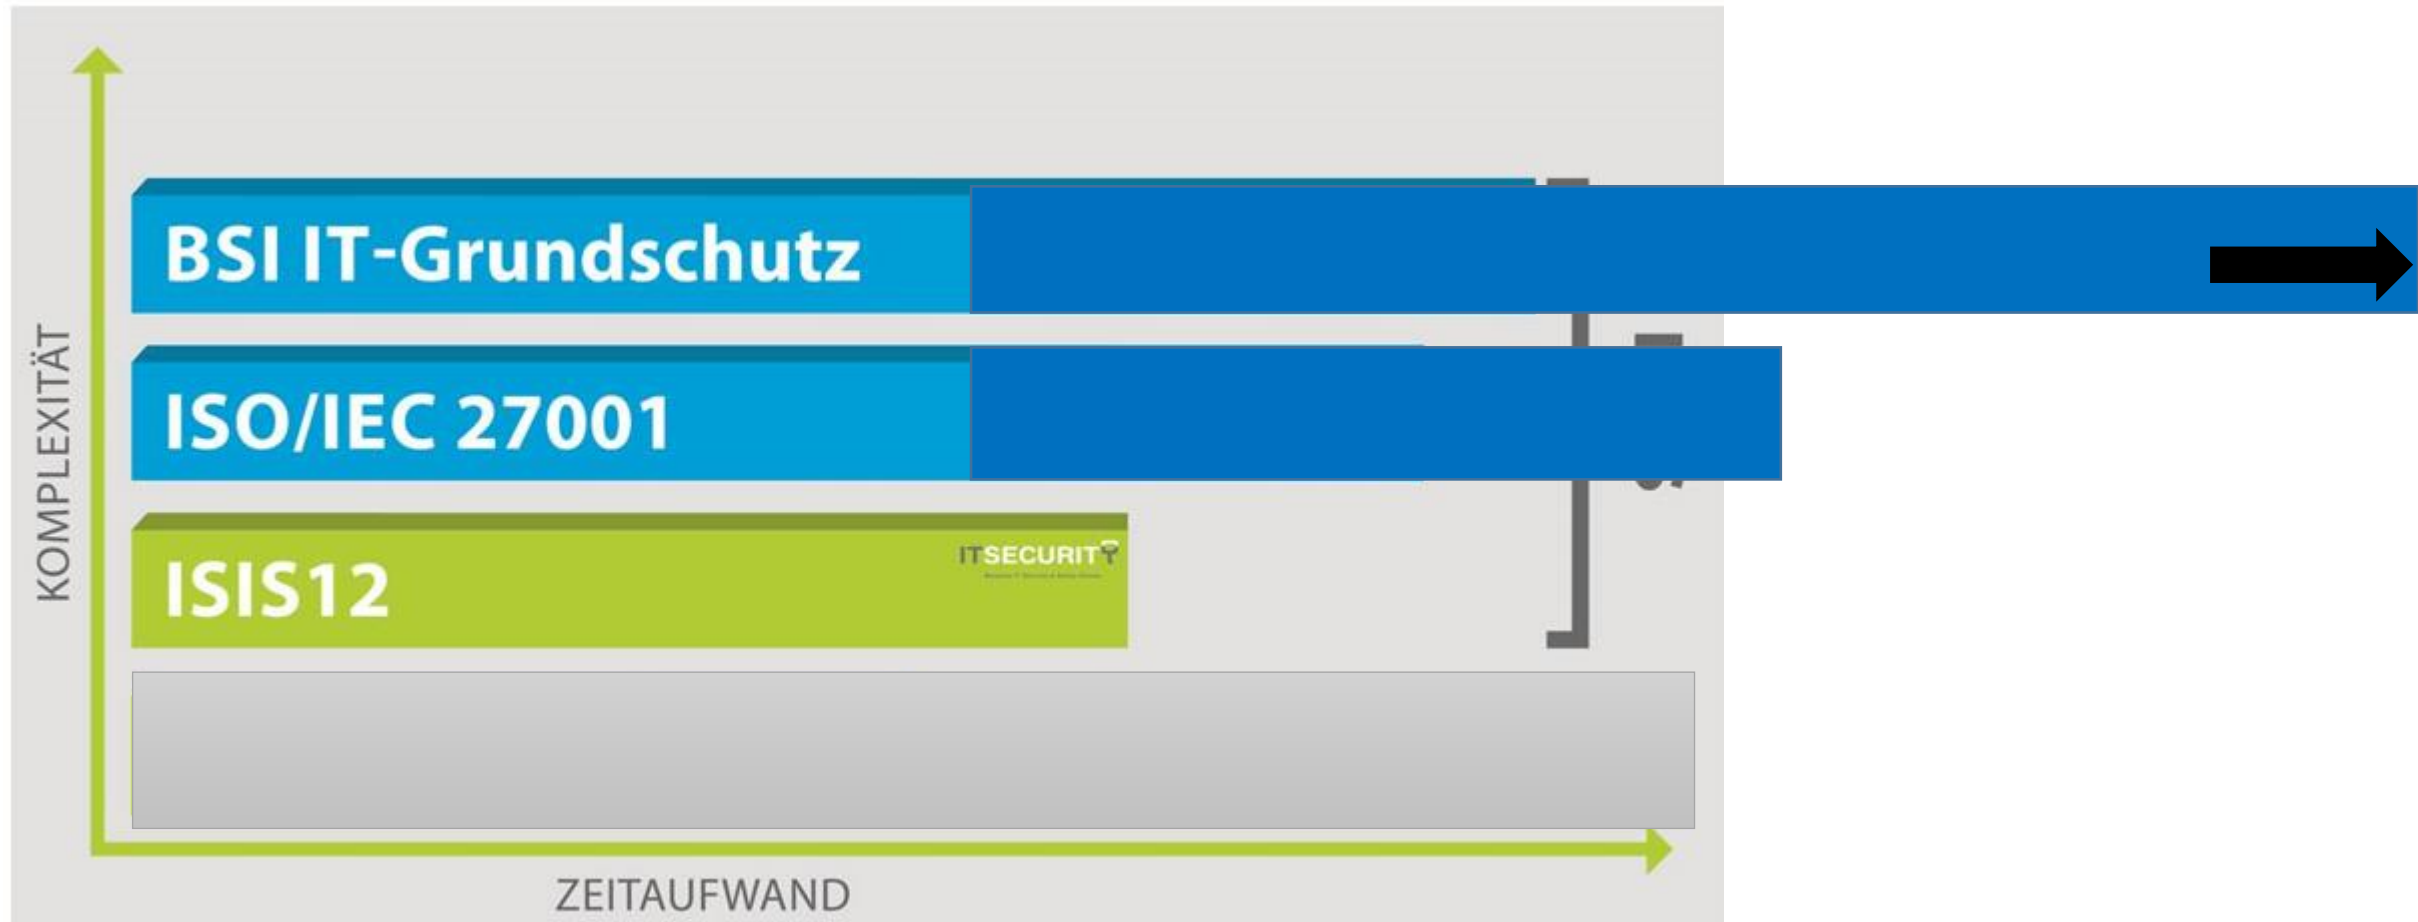 KOMPLEXITÄT
BSI IT-Grundschutz
ISO/IEC 27001
ITSECURITY
ISIS12
ZEITAUFWAND